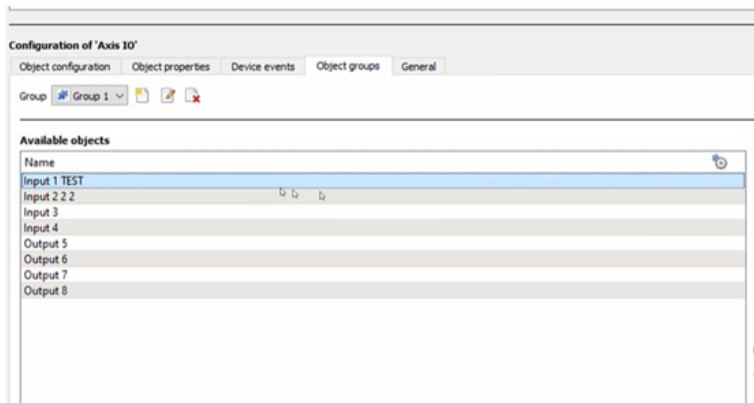 Configuration of 'Axis IO'
Object configuration Object properties Device events Object groups General
Group Group 1
Available objects
Name
Input 1 TEST
Input 2 2 2
Input 3
Input 4
Output 5
Output 6
Output 7
Output 8